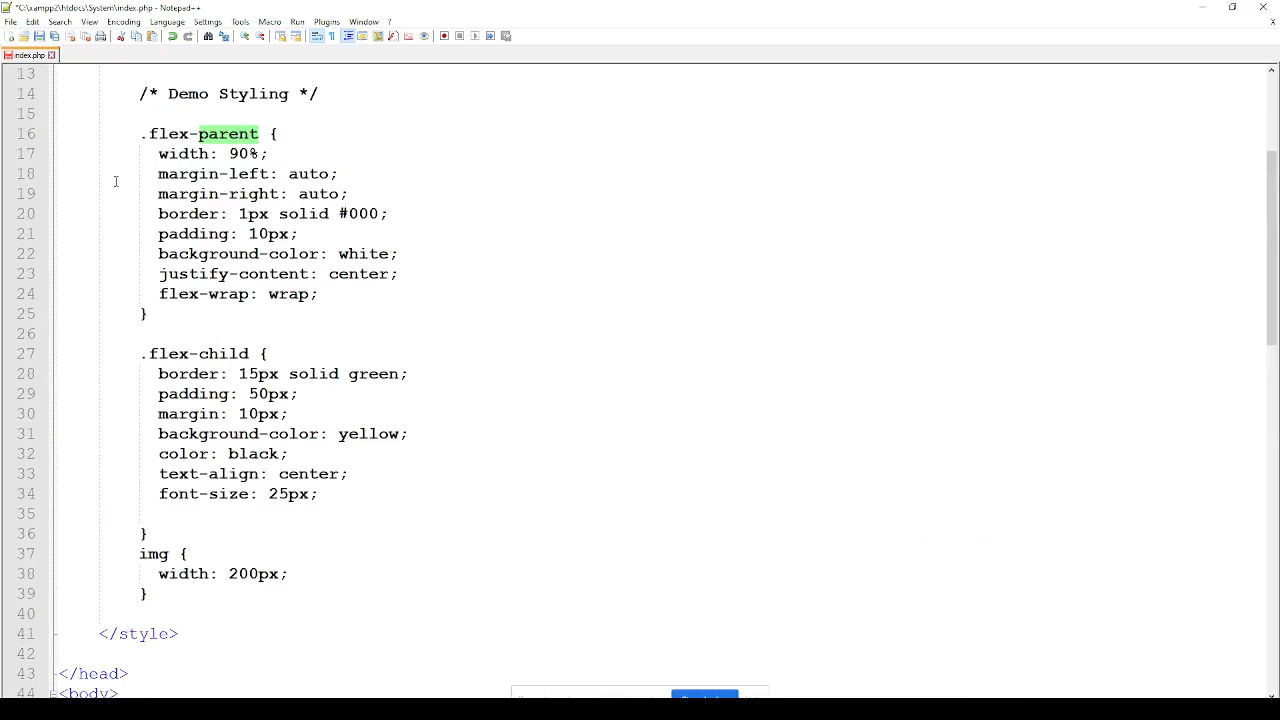 *C:\xampp2\htdocs\System\index.php - Notepad++
File Edit Search View Encoding Language Settings Tools Macro Run Plugins Window ?
X
index.php
13
14 /* Demo Styling */
15
16 .flex-parent {
17 width: 90%;
18 margin-left: auto;
19 margin-right: auto;
20 border: 1px solid #000;
21 padding: 10px;
22 background-color: white;
23 justify-content: center;
24 flex-wrap: wrap;
25 }
26
27 .flex-child {
28 border: 15px solid green;
29 padding: 50px;
30 margin: 10px;
31 background-color: yellow;
32 color: black;
33 text-align: center;
34 font-size: 25px;
35
36 }
37 img {
38 width: 200px;
39 }
40
41 </style>
42
43 </head>
44 <body>